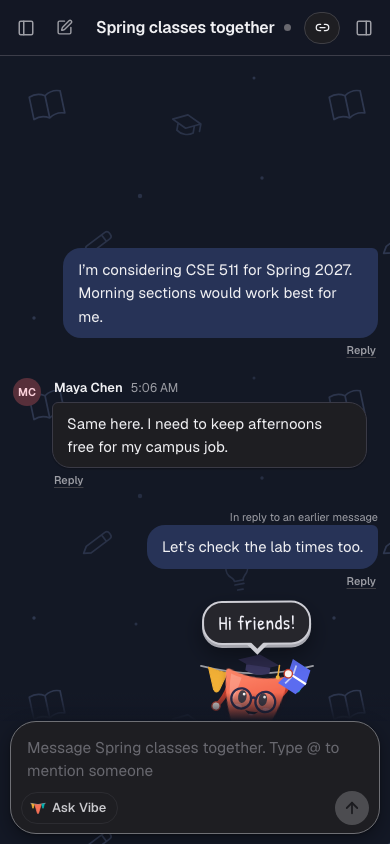 Spring classes together
I'm considering CSE 511 for Spring 2027.
Morning sections would work best for
me.
Reply
MC
Maya Chen 5:06 AM
Same here. I need to keep afternoons
free for my campus job.
Reply
In reply to an earlier message
Let's check the lab times too.
Reply
Hi friends!
Message Spring classes together. Type @ to
mention someone
Ask Vibe